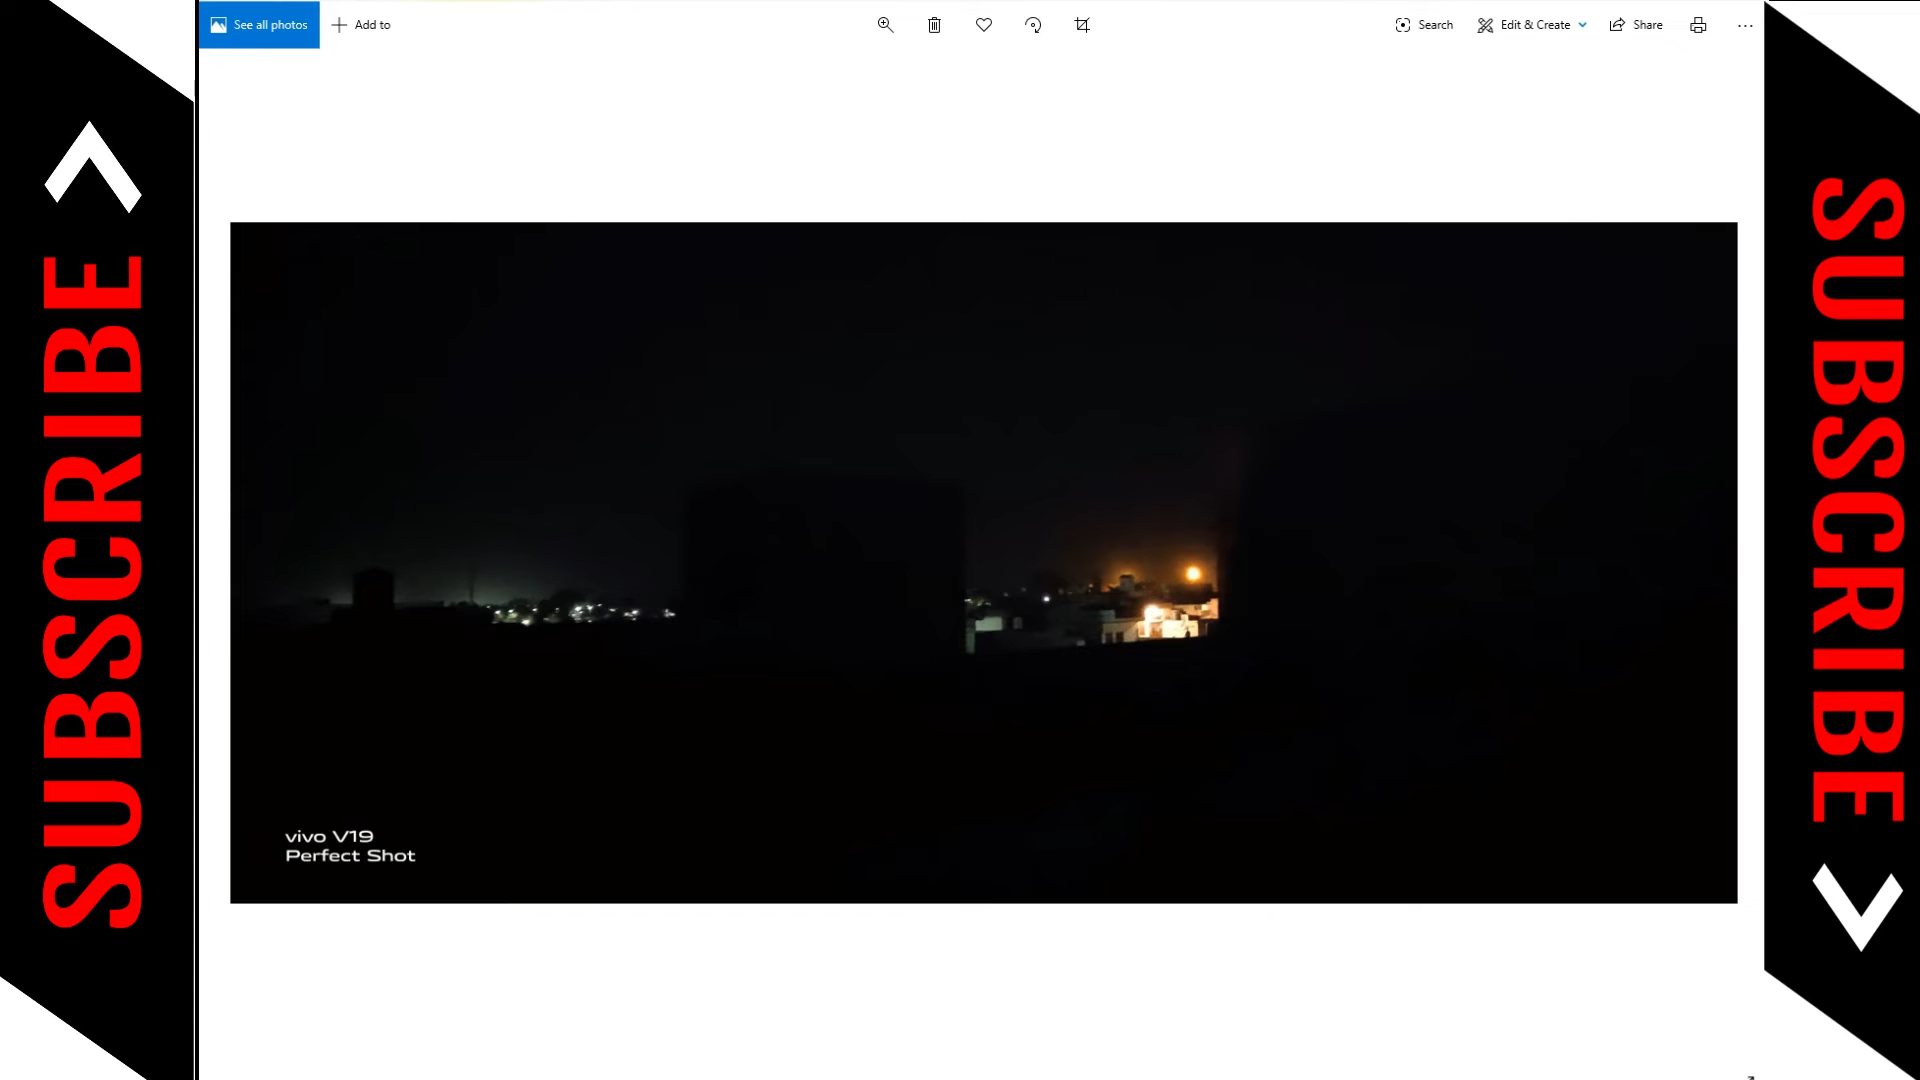 See all photos
Add to
Search
Edit & Create
Share
SUBSCRIBE
SUBSCRIBE
vivo V19
Perfect Shot